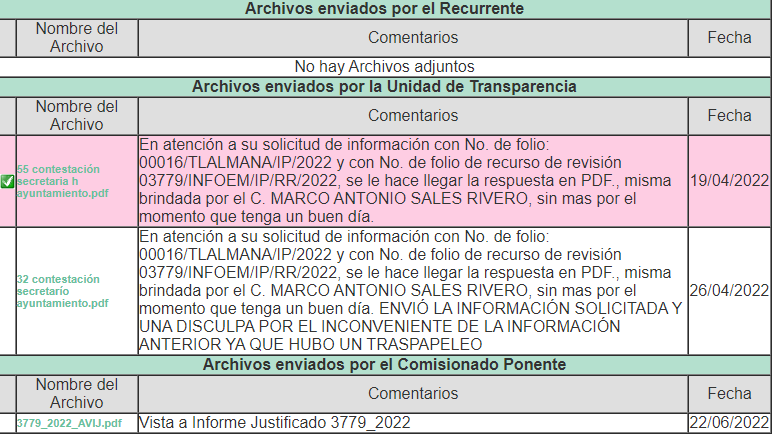 Archivos enviados por el Recurrente
Nombre del
Archivo
Comentarios
Fecha
No hay Archivos adjuntos
Archivos enviados por la Unidad de Transparencia
Nombre del
Archivo
Comentarios
Fecha
55 contestación
secretaria h
ayuntamiento.pdf
En atención a su solicitud de información con No. de folio:
00016/TLALMANA/IP/2022 y con No. de folio de recurso de revisión
03779/INFOEM/IP/RR/2022, se le hace llegar la respuesta en PDF., misma
brindada por el C. MARCO ANTONIO SALES RIVERO, sin mas por el
momento que tenga un buen día.
19/04/2022
32 contestación
secretario
ayuntamiento.pdf
En atención a su solicitud de información con No. de folio:
00016/TLALMANA/IP/2022 y con No. de folio de recurso de revisión
03779/INFOEM/IP/RR/2022, se le hace llegar la respuesta en PDF., misma
brindada por el C. MARCO ANTONIO SALES RIVERO, sin mas por el
momento que tenga un buen día. ENVIÓ LA INFORMACIÓN SOLICITADA Y
UNA DISCULPA POR EL INCONVENIENTE DE LA INFORMACIÓN
ANTERIOR YA QUE HUBO UN TRASPAPELEO
26/04/2022
Archivos enviados por el Comisionado Ponente
Nombre del
Archivo
Comentarios
Fecha
3779_2022_AVIJ.pdf
Vista a Informe Justificado 3779_2022
22/06/2022